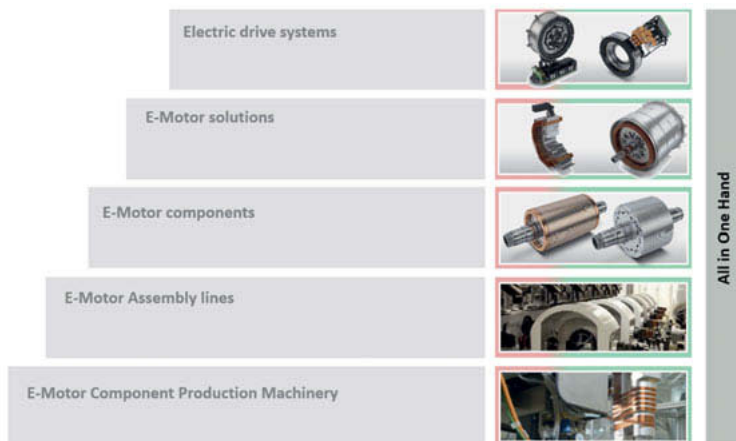 Electric drive systems
E-Motor solutions
E-Motor components
E-Motor Assembly lines
E-Motor Component Production Machinery
All in One Hand